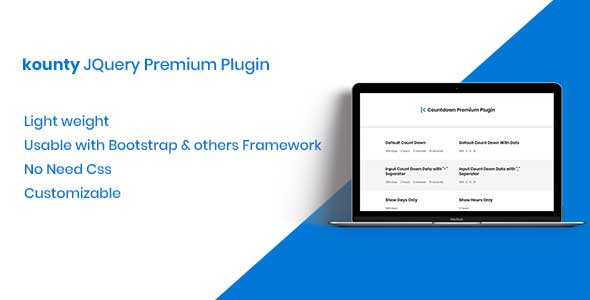 kounty JQuery Premium Plugin
Light weight
Usable with Bootstrap & others Framework
No Need Css
Customizable
Countdown Premium Plugin
Default Count Down
Default Count Down With Data
Input Count Down Data with "-" Separator
Input Count Down Data with "," Seperator
Show Days Only
Show Hours Only